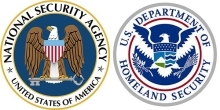 NATIONAL SECURITY AGENCY
UNITED STATES OF AMERICA
U.S. DEPARTMENT OF
HOMELAND SECURITY